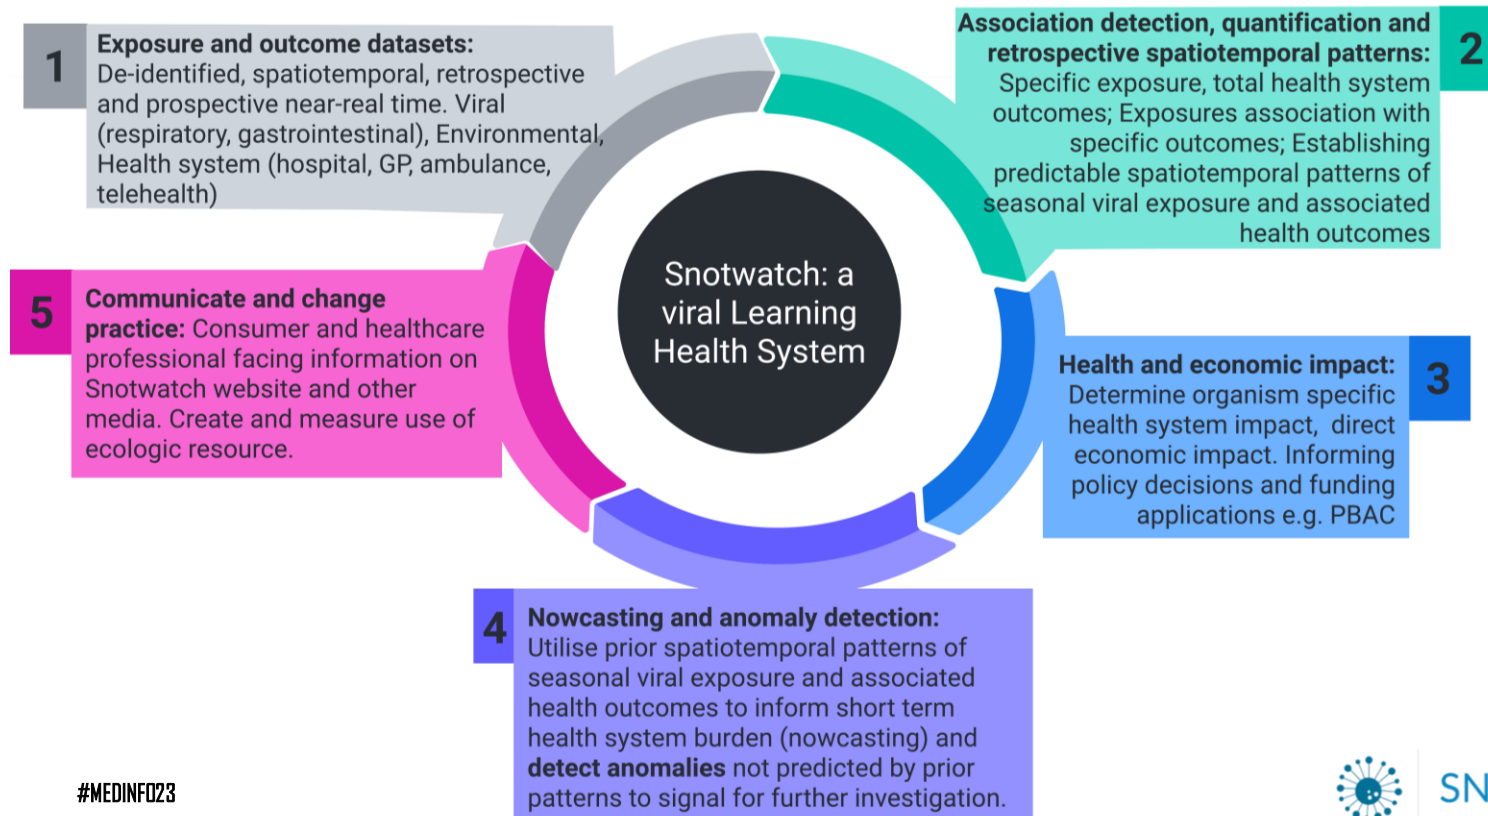 1
Exposure and outcome datasets:
De-identified, spatiotemporal, retrospective
and prospective near-real time. Viral
(respiratory, gastrointestinal), Environmental,
Health system (hospital, GP, ambulance,
telehealth)
2
Association detection, quantification and
retrospective spatiotemporal patterns:
Specific exposure, total health system
outcomes; Exposures association with
specific outcomes; Establishing
predictable spatiotemporal patterns of
seasonal viral exposure and associated
health outcomes
Snotwatch: a
viral Learning
Health System
3
Health and economic impact:
Determine organism specific
health system impact, direct
economic impact. Informing
policy decisions and funding
applications e.g. PBAC
4
Nowcasting and anomaly detection:
Utilise prior spatiotemporal patterns of
seasonal viral exposure and associated
health outcomes to inform short term
health system burden (nowcasting) and
detect anomalies not predicted by prior
patterns to signal for further investigation.
5
Communicate and change
practice: Consumer and healthcare
professional facing information on
Snotwatch website and other
media. Create and measure use of
ecologic resource.
#MEDINFO23
SN